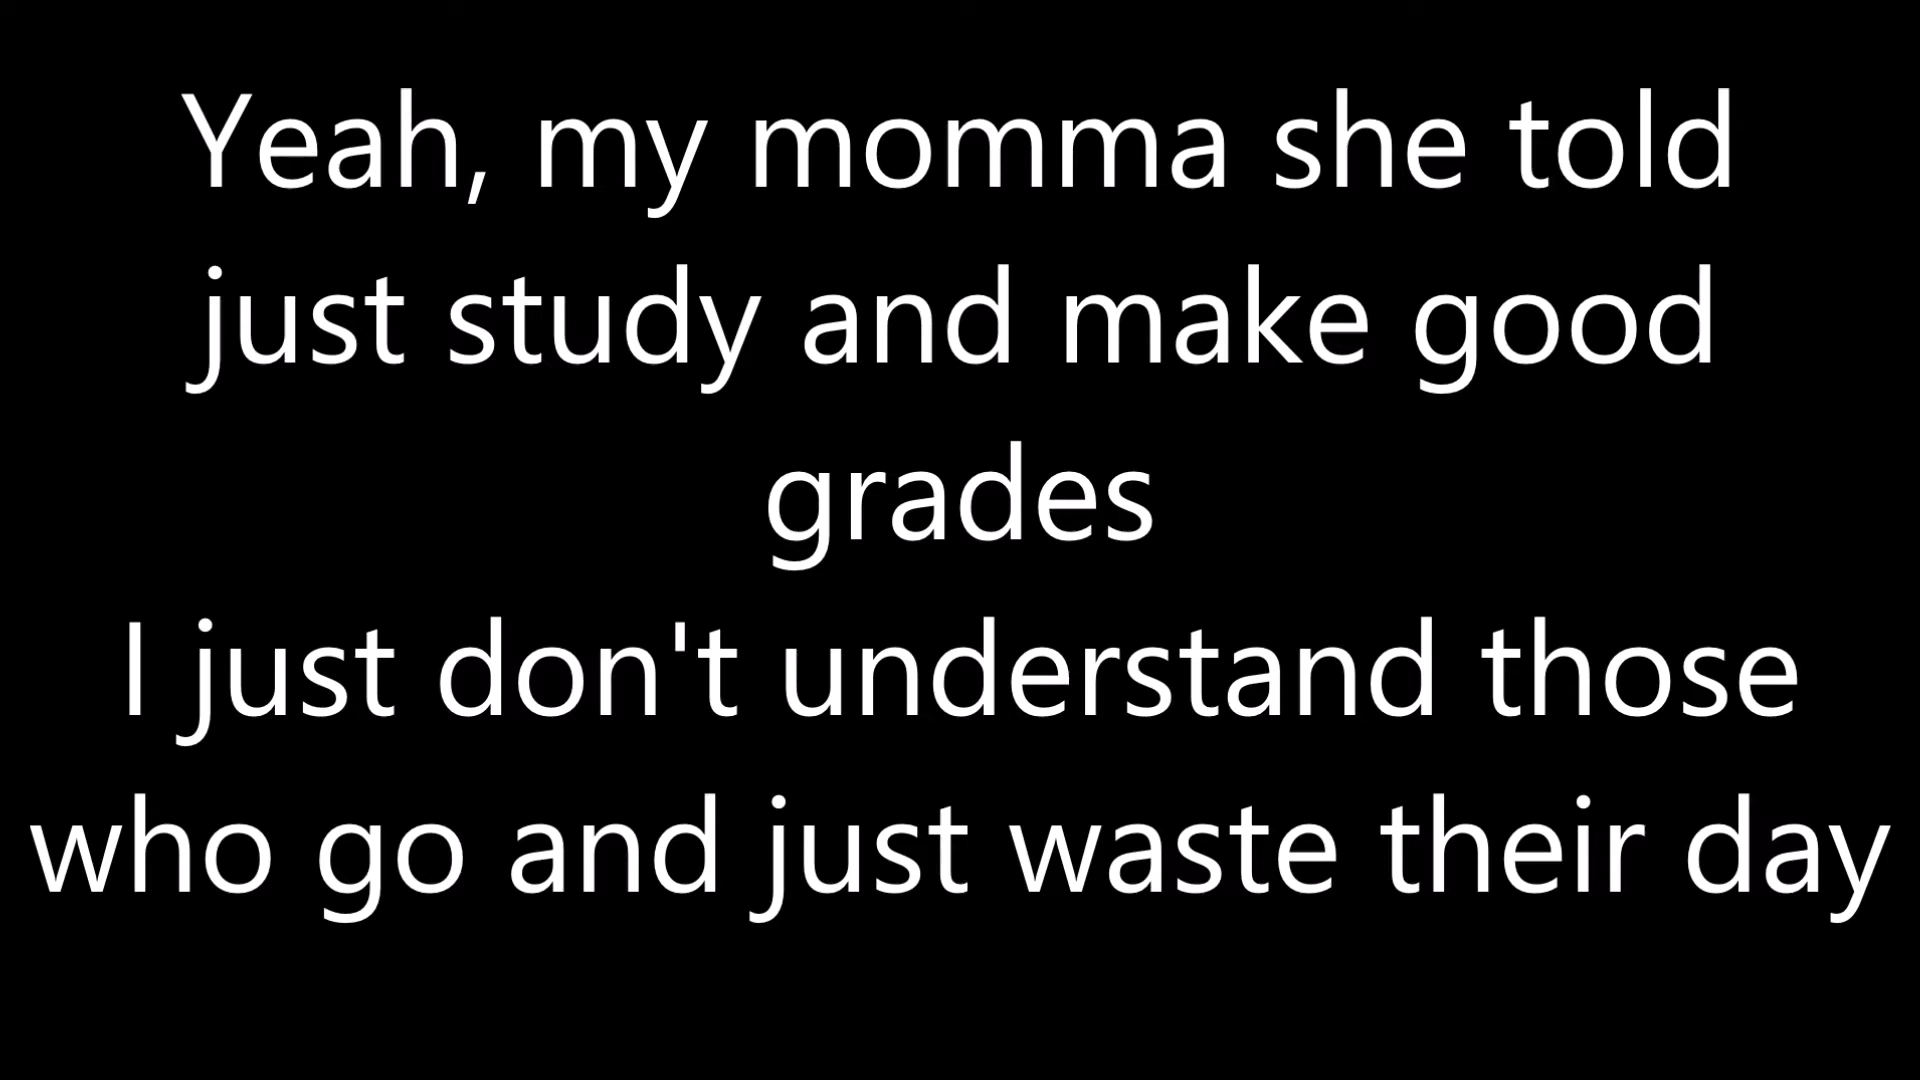 Yeah, my momma she told
just study and make good
grades
I just don't understand those
who go and just waste their day